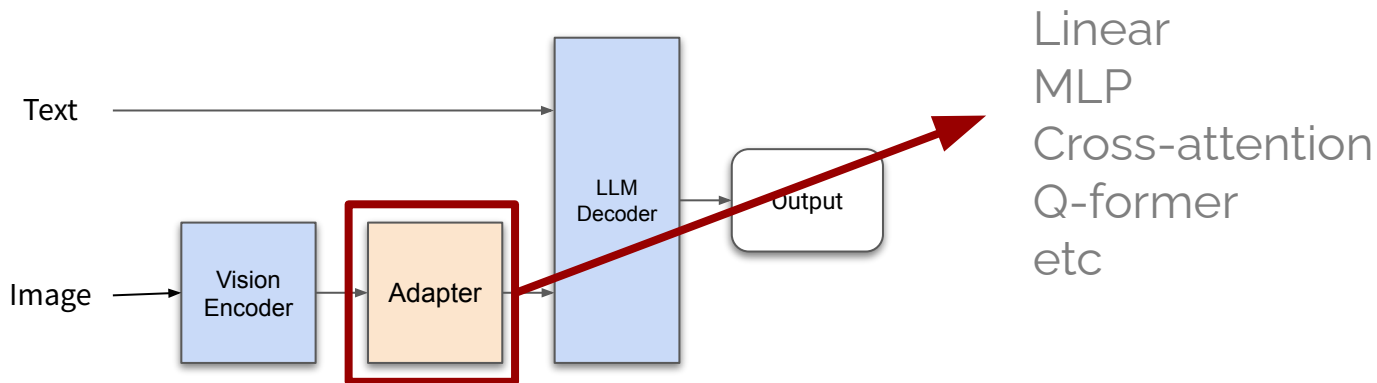 Text
Image
Vision
Encoder
Adapter
LLM
Decoder
Output
Linear
MLP
Cross-attention
Q-former
etc